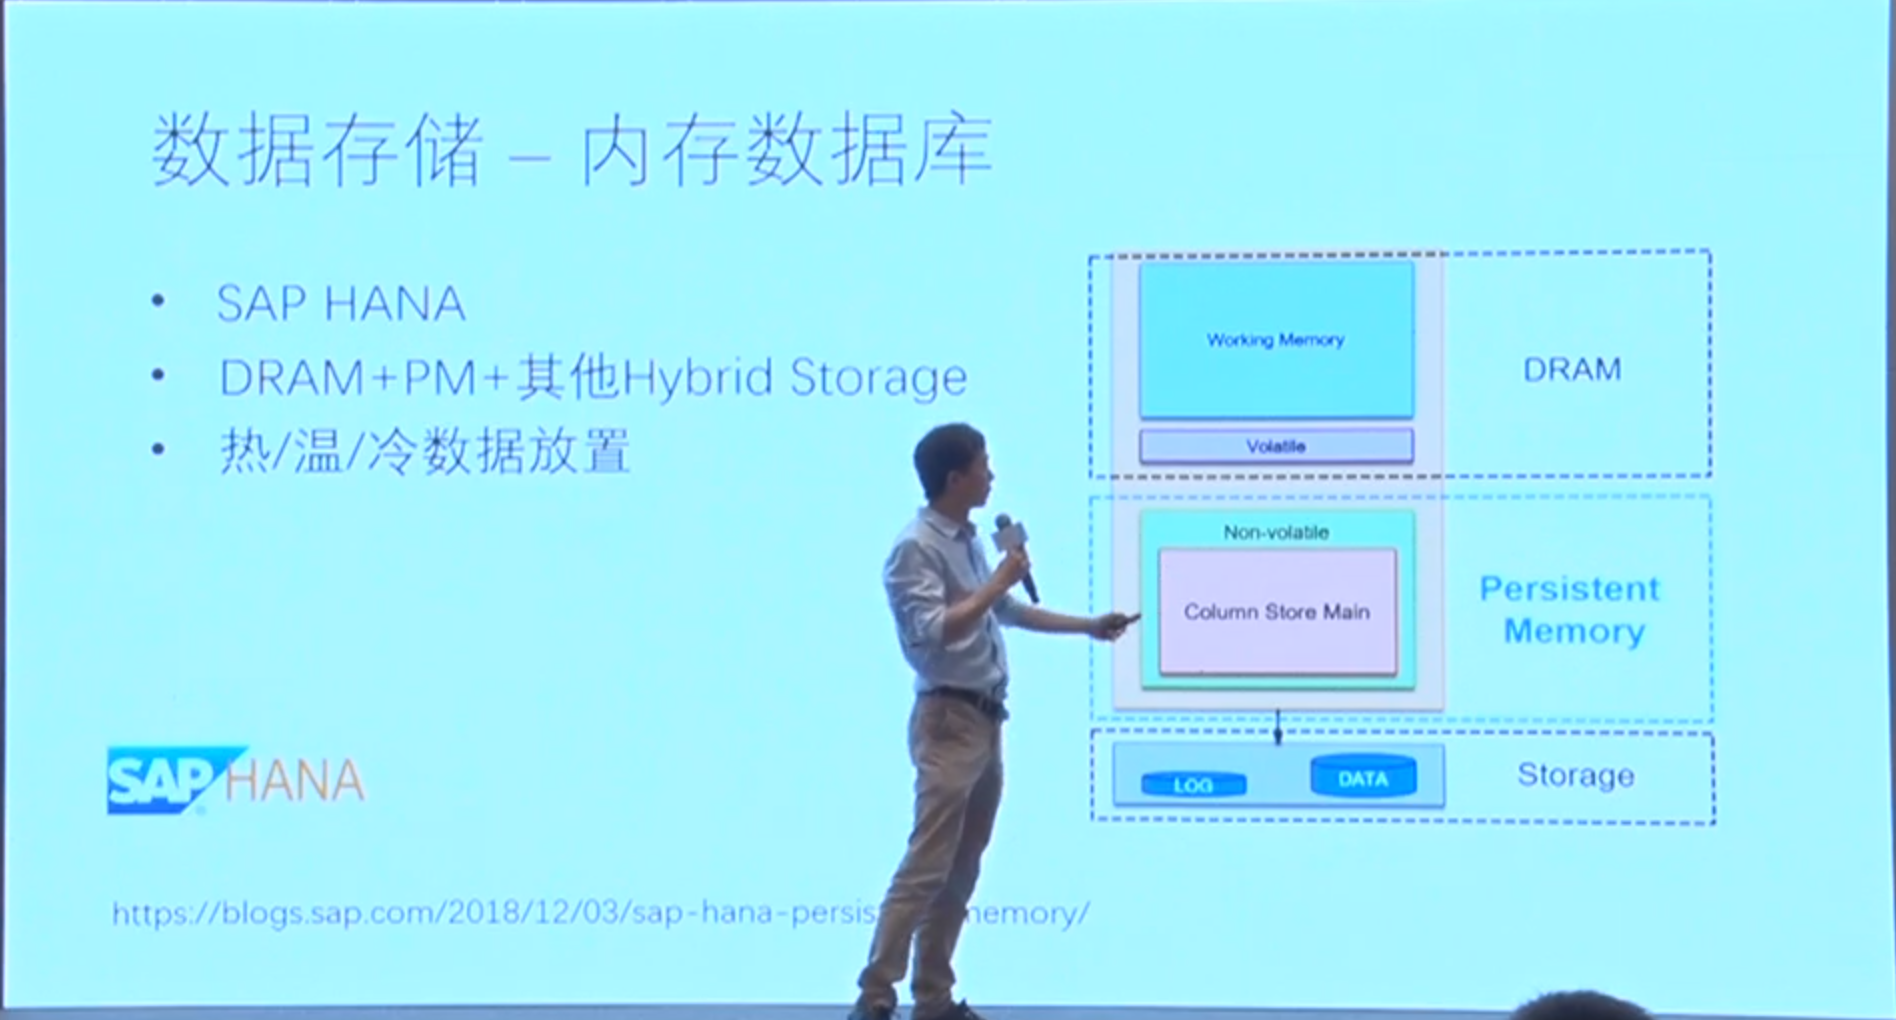 数据存储 – 内存数据库
• SAP HANA
• DRAM+PM+其他Hybrid Storage
• 热/温/冷数据放置
Working Memory
Volatile
DRAM
Non-volatile
Column Store Main
Persistent
Memory
LOG
DATA
Storage
SAP HANA
https://blogs.sap.com/2018/12/03/sap-hana-persis emory/